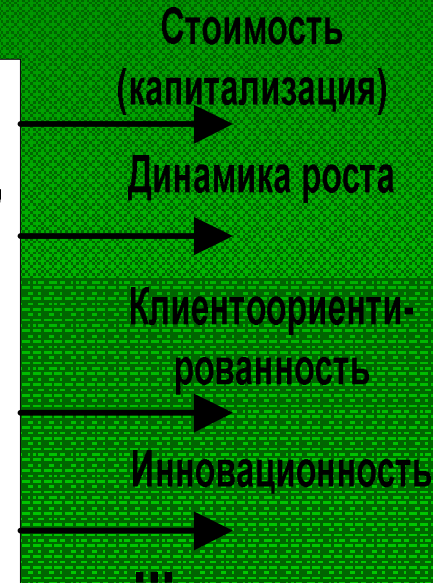 Стоимость
(капитализация)
Динамика роста
Клиентоориенти-
рованность
Инновационность